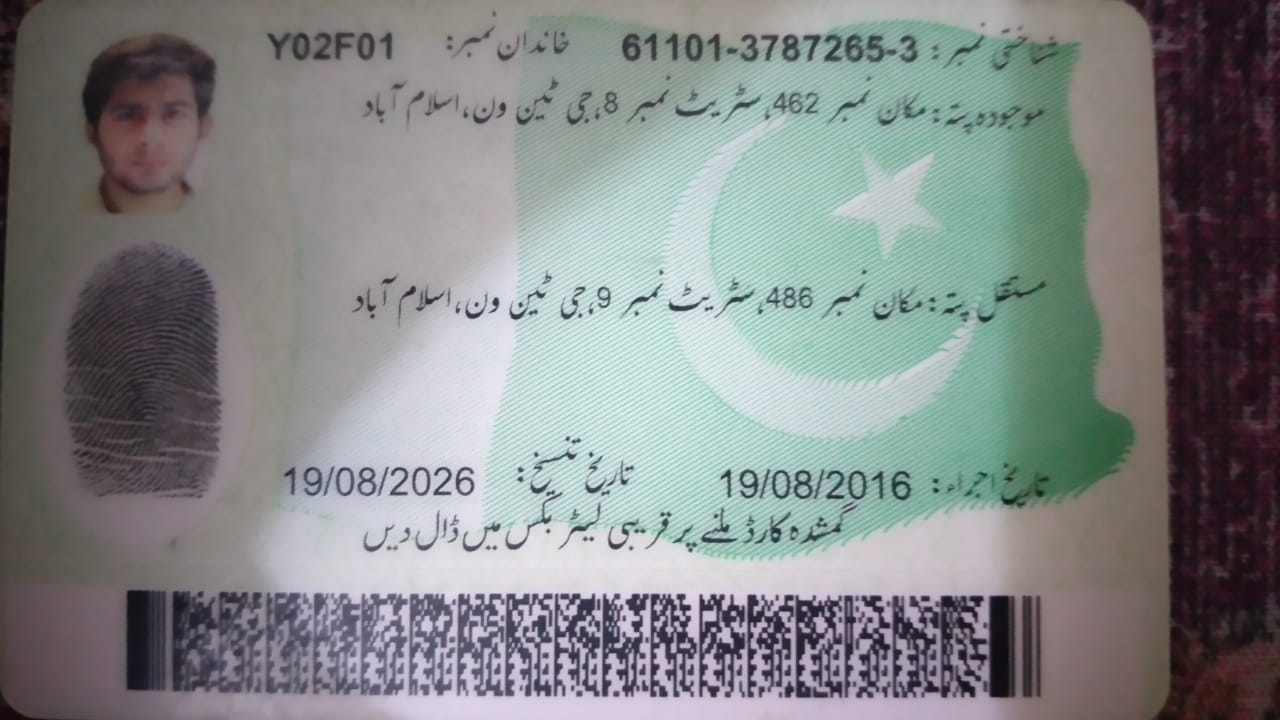 شناختی نمبر: 61101-3787265-3 خاندان نمبر: Y02F01
موجودہ پتہ: مکان نمبر 462، سٹریٹ نمبر 8، جی ٹین ون، اسلام آباد
مستقل پتہ: مکان نمبر 486، سٹریٹ نمبر 9، جی ٹین ون، اسلام آباد
تاریخ اجراء: 19/08/2016 تاریخ تنسیخ: 19/08/2026
گمشدہ کارڈ ملنے پر قریبی لیٹر بکس میں ڈال دیں